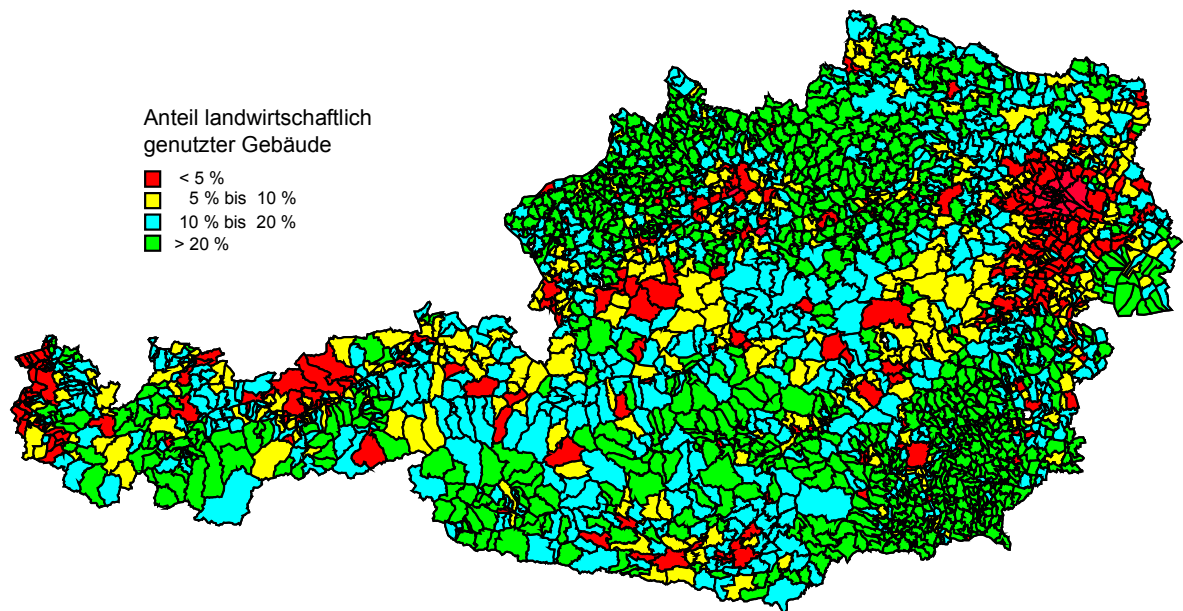 Anteil landwirtschaftlich
genutzter Gebäude
< 5 %
5 % bis 10 %
10 % bis 20 %
> 20 %